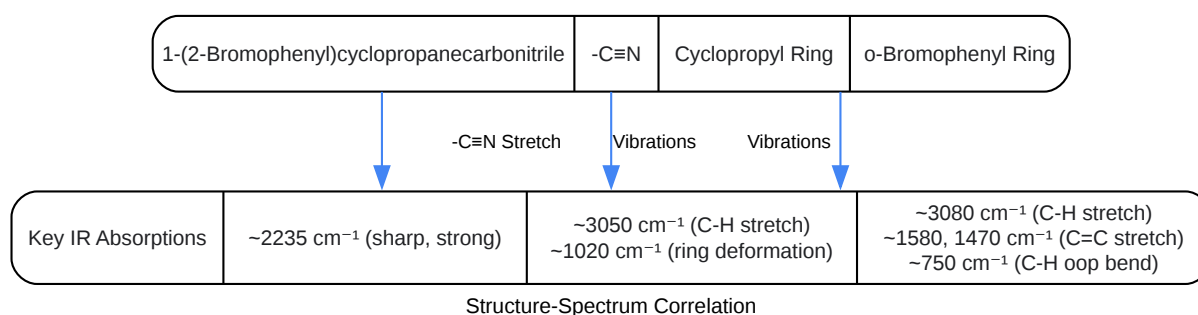 1-(2-Bromophenyl)cyclopropanecarbonitrile
-C≡N
Cyclopropyl Ring
o-Bromophenyl Ring
-C≡N Stretch
Vibrations
Vibrations
Key IR Absorptions
~2235 cm⁻¹ (sharp, strong)
~3050 cm⁻¹ (C-H stretch)
~1020 cm⁻¹ (ring deformation)
~3080 cm⁻¹ (C-H stretch)
~1580, 1470 cm⁻¹ (C=C stretch)
~750 cm⁻¹ (C-H oop bend)
Structure-Spectrum Correlation